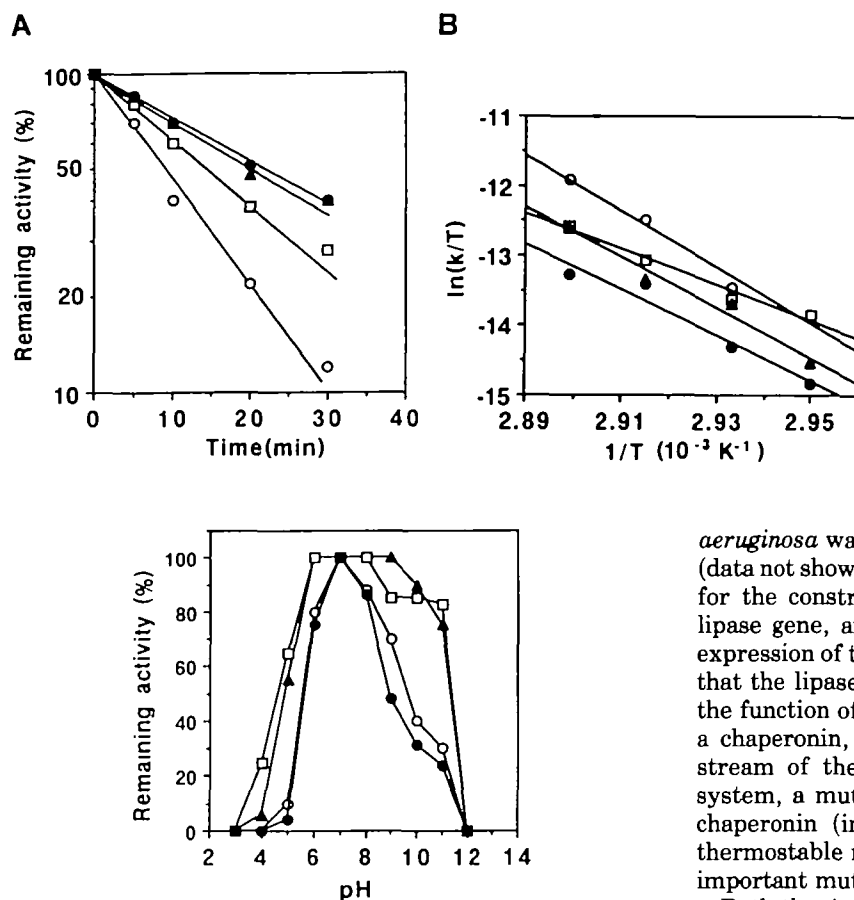 A
B
100
50
20
10
Remaining activity (%)
0 10 20 30 40
Time(min)
-11
-12
-13
-14
-15
ln(k/T)
2.89 2.91 2.93 2.95
1/T (10⁻³ K⁻¹)
100
80
60
40
20
0
Remaining activity (%)
2 4 6 8 10 12 14
pH
aeruginosa wa
(data not show
for the constr
lipase gene, a
expression of t
that the lipase
the function of
a chaperonin,
stream of the
system, a mut
chaperonin (i
thermostable
important mut